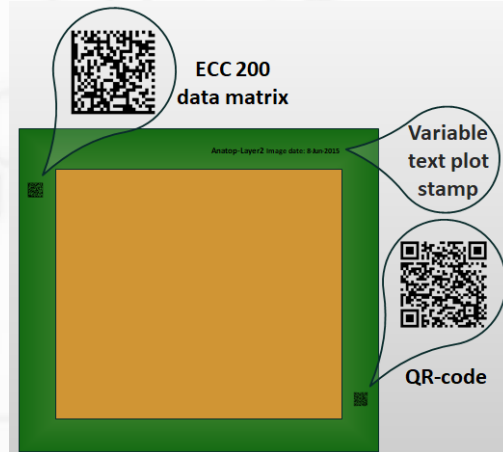 ECC 200
data matrix
Variable
text plot
stamp
Anatop-Layer2 Image date: 8-Jun-2015
QR-code